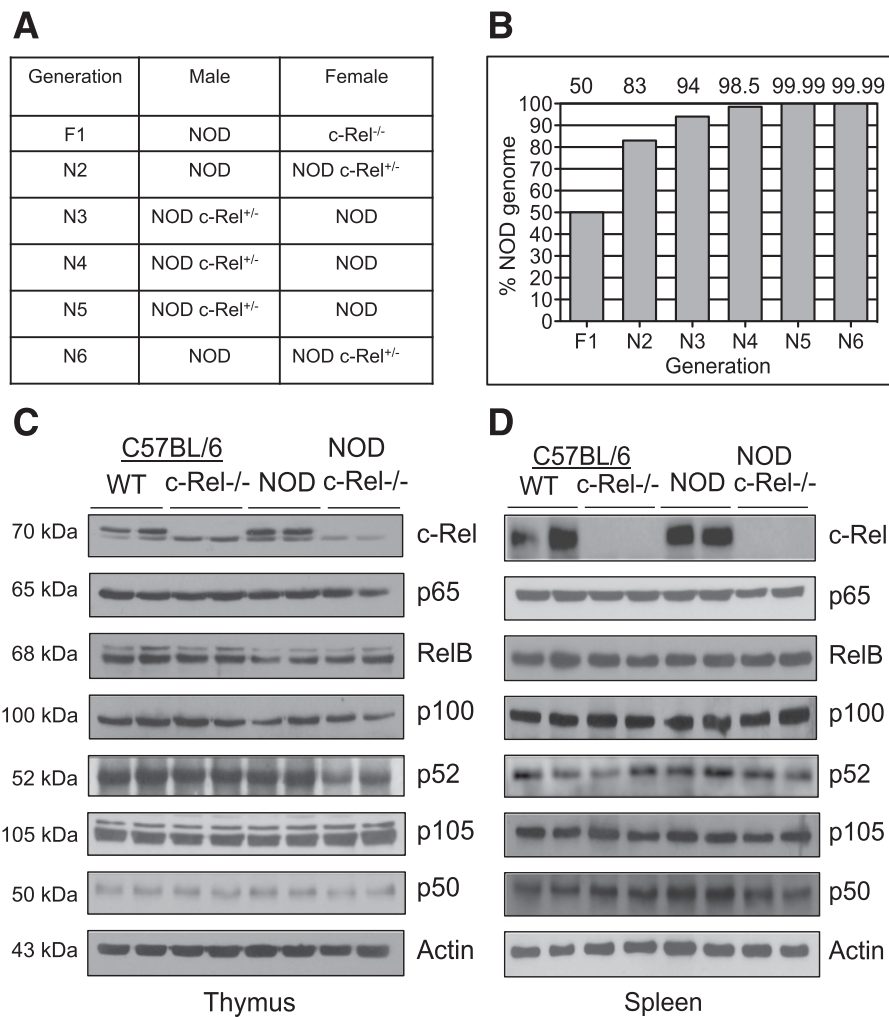 A
Generation Male Female
F1 NOD c-Rel-/-
N2 NOD NOD c-Rel+/-
N3 NOD c-Rel+/- NOD
N4 NOD c-Rel+/- NOD
N5 NOD c-Rel+/- NOD
N6 NOD NOD c-Rel+/-
B
50 83 94 98.5 99.99 99.99
100
90
80
70
60
50
40
30
20
10
0
% NOD genome
F1 N2 N3 N4 N5 N6
Generation
C
C57BL/6 NOD
WT c-Rel-/- NOD c-Rel-/-
70 kDa c-Rel
65 kDa p65
68 kDa RelB
100 kDa p100
52 kDa p52
105 kDa p105
50 kDa p50
43 kDa Actin
Thymus
D
C57BL/6 NOD
WT c-Rel-/- NOD c-Rel-/-
c-Rel
p65
RelB
p100
p52
p105
p50
Actin
Spleen